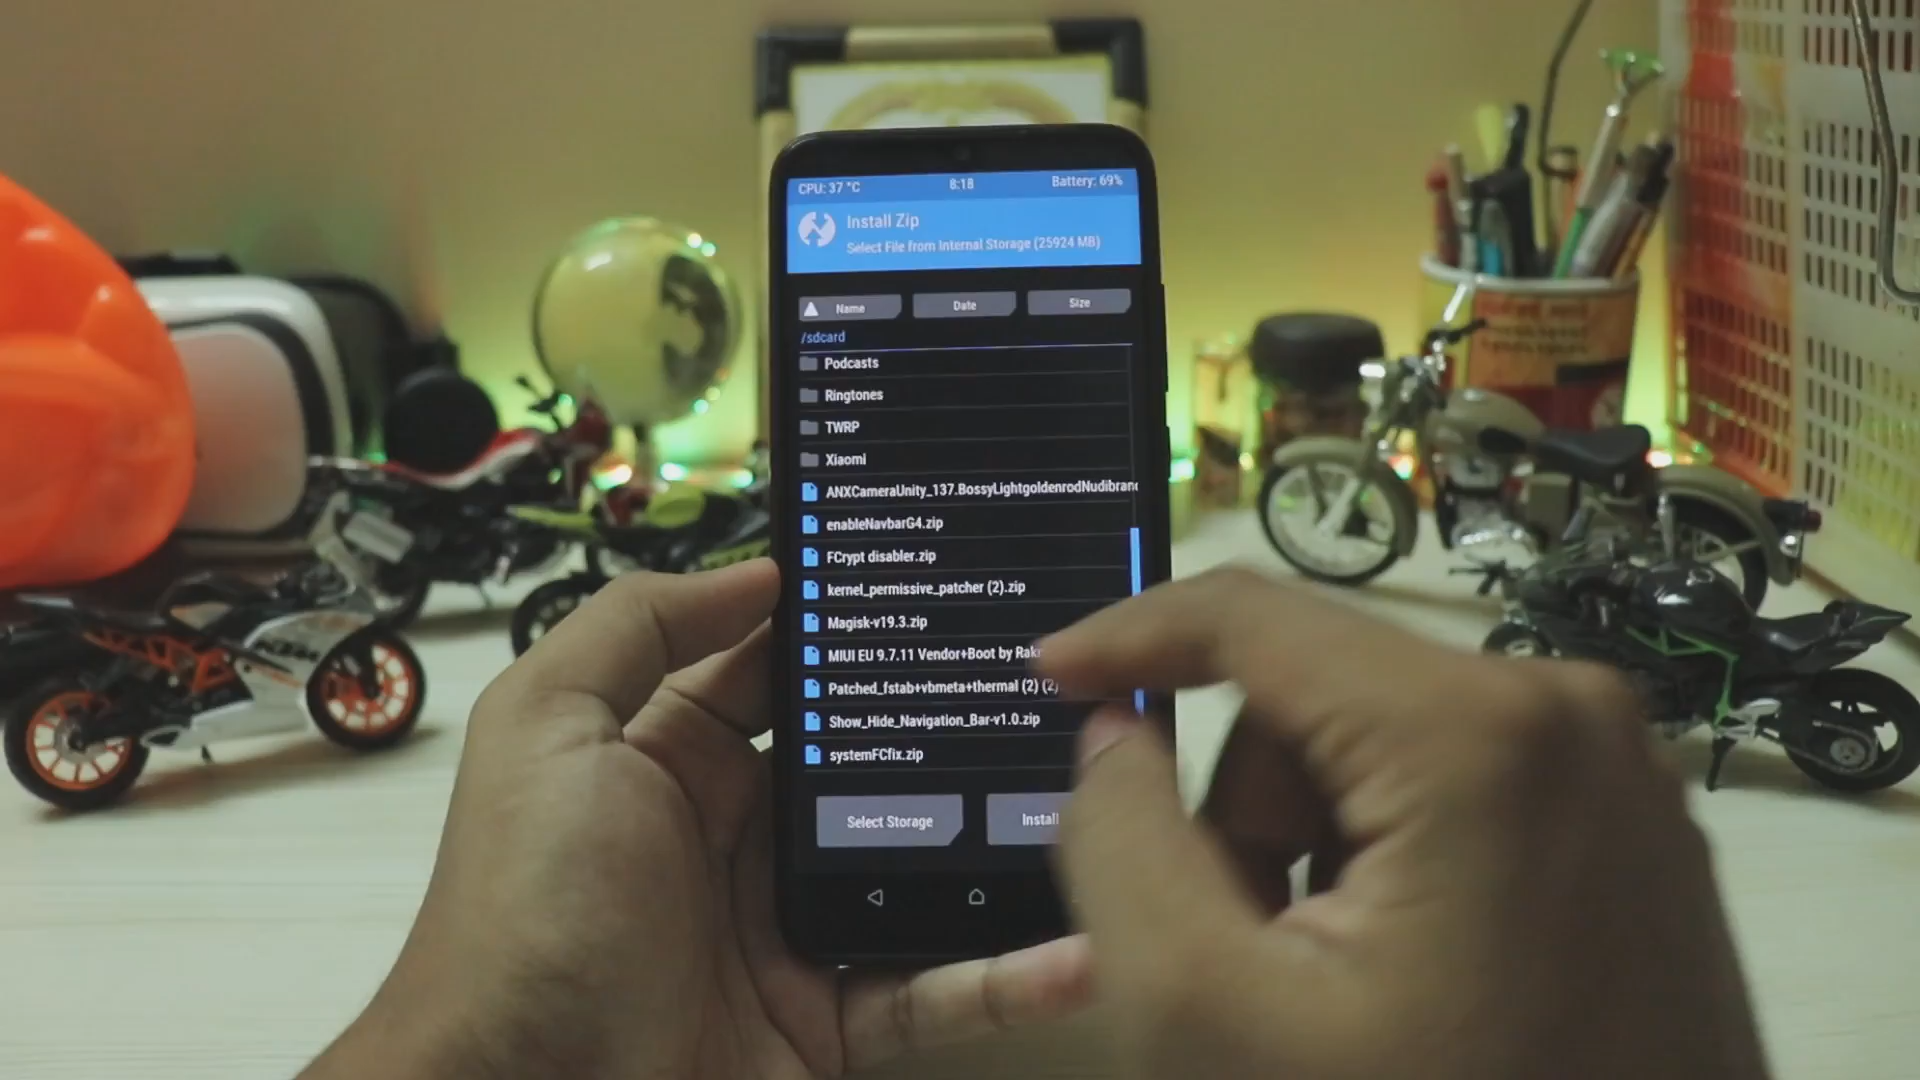 CPU: 37 °C
8:18
Battery: 69%
Install Zip
Select File from Internal Storage (25924 MB)
Name
Date
Size
/sdcard
Podcasts
Ringtones
TWRP
Xiaomi
ANXCameraUnity_137.BossyLightgoldenrodNudibranc
enableNavbarG4.zip
FCrypt disabler.zip
kernel_permissive_patcher (2).zip
Magisk-v19.3.zip
MIUI EU 9.7.11 Vendor+Boot by
Patched_fstab+vbmeta+thermal (2) (2)
Show_Hide_Navigation_Bar-v1.0.zip
systemFCfix.zip
Select Storage
Install
KTM